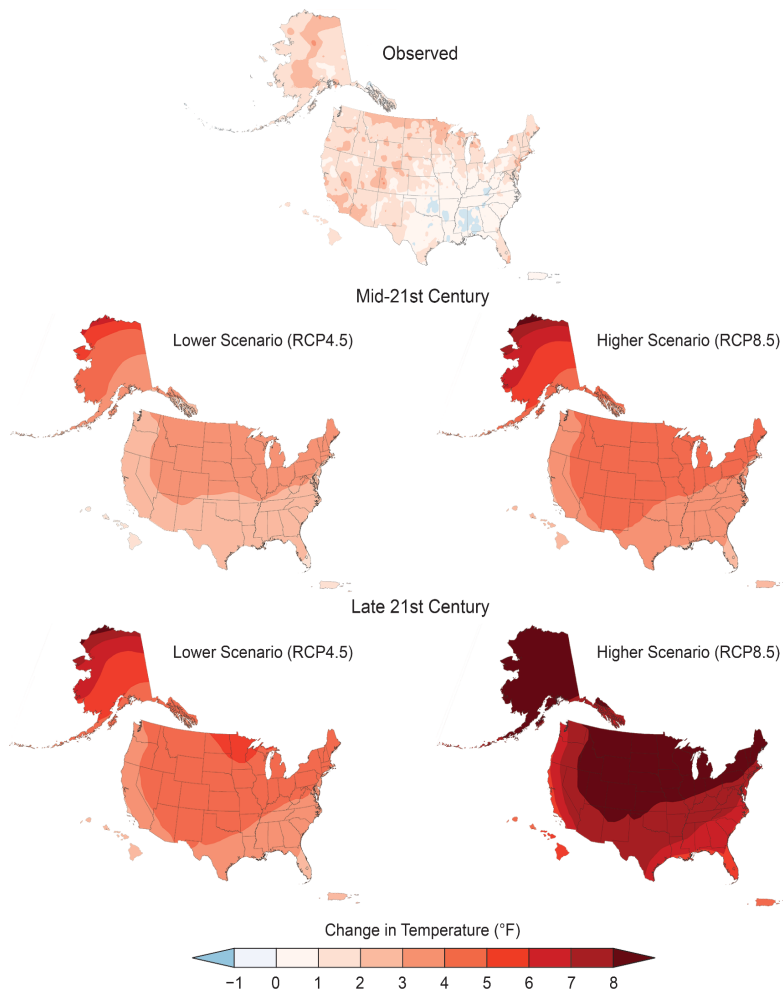 Observed
Mid-21st Century
Lower Scenario (RCP4.5)
Higher Scenario (RCP8.5)
Late 21st Century
Lower Scenario (RCP4.5)
Higher Scenario (RCP8.5)
Change in Temperature (°F)
−1 0 1 2 3 4 5 6 7 8